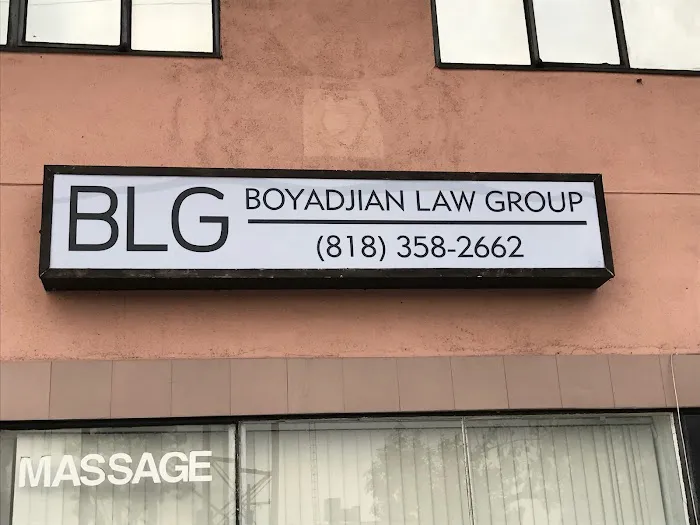 BLG
BOYADJIAN LAW GROUP
(818) 358-2662
MASSAGE